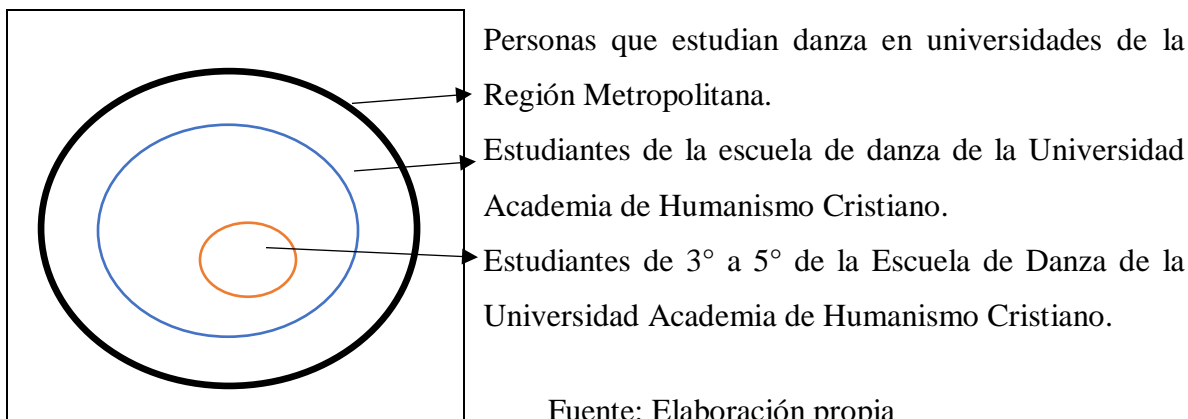 Personas que estudian danza en universidades de la
Región Metropolitana.
Estudiantes de la escuela de danza de la Universidad
Academia de Humanismo Cristiano.
Estudiantes de 3° a 5° de la Escuela de Danza de la
Universidad Academia de Humanismo Cristiano.
Fuente: Elaboración propia